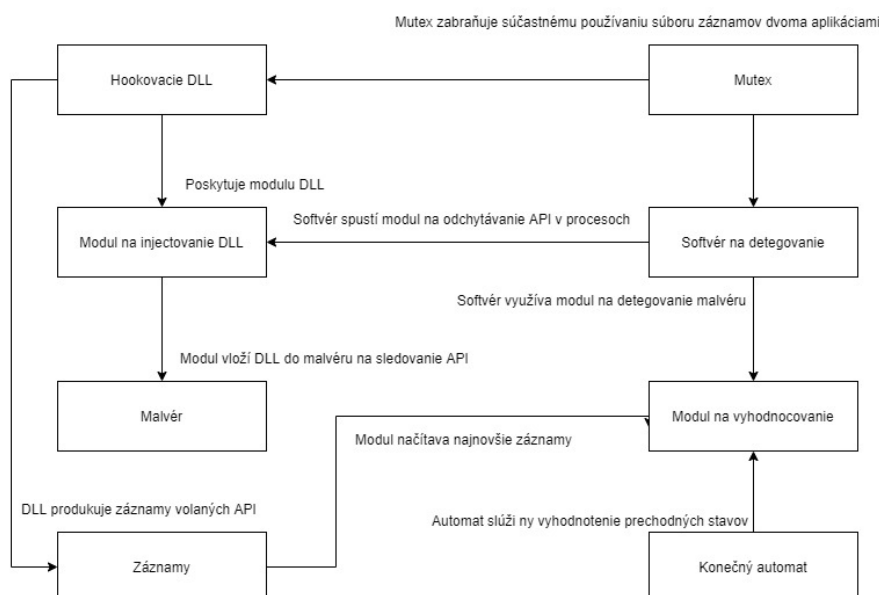 Mutex zabraňuje súčastnému používaniu súboru záznamov dvoma aplikáciami
Hookovacie DLL
Mutex
Poskytuje modulu DLL
Softvér spustí modul na odchytávanie API v procesoch
Modul na injectovanie DLL
Softvér na detegovanie
Softvér využíva modul na detegovanie malvéru
Modul vloží DLL do malvéru na sledovanie API
Malvér
Modul na vyhodnocovanie
Modul načítava najnovšie záznamy
DLL produkuje záznamy volaných API
Automat slúži ny vyhodnotenie prechodných stavov
Záznamy
Konečný automat